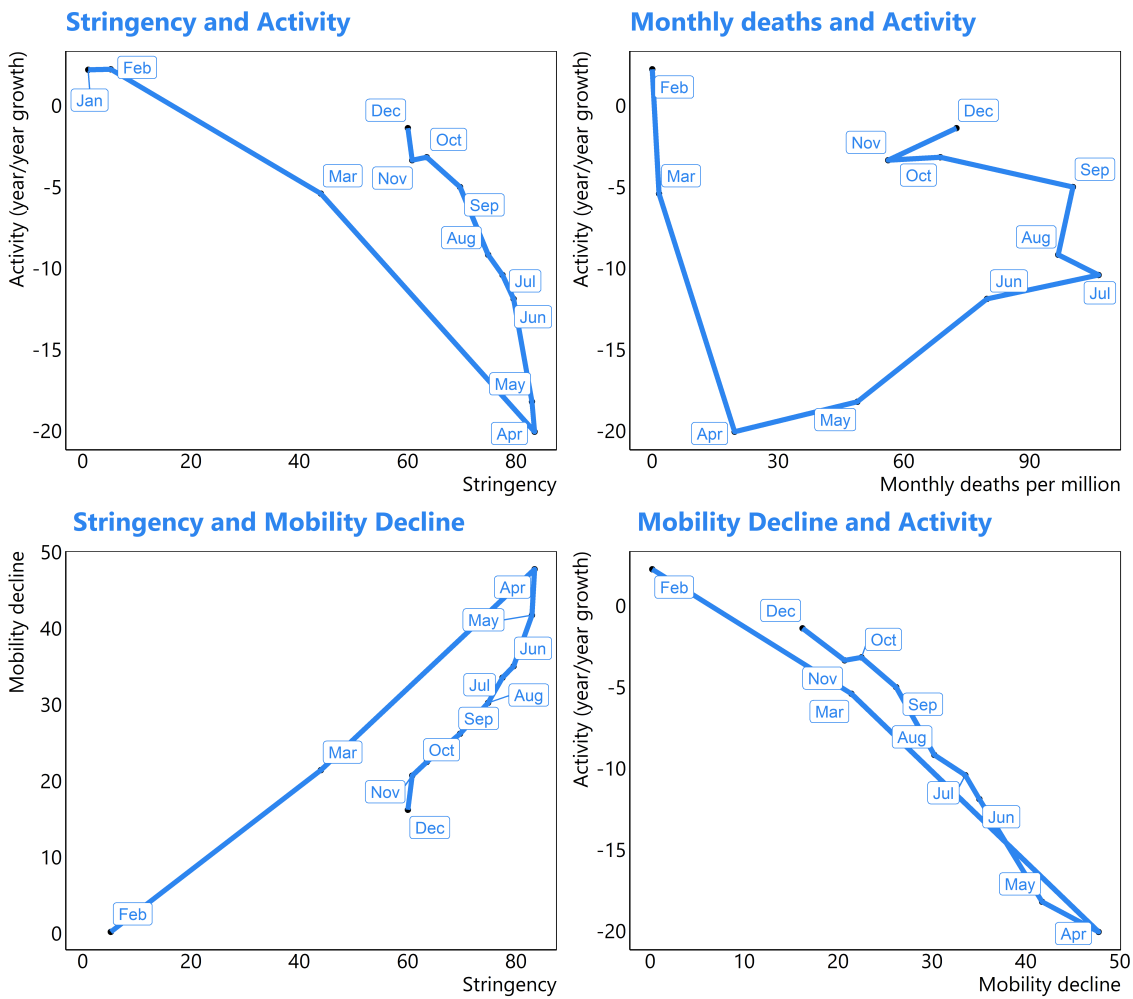 Stringency and Activity
Activity (year/year growth)
0
-5
-10
-15
-20
Jan
Feb
Mar
Dec
Nov
Oct
Sep
Aug
Jul
Jun
May
Apr
0 20 40 60 80
Stringency
Monthly deaths and Activity
Activity (year/year growth)
0
-5
-10
-15
-20
Feb
Mar
Dec
Nov
Oct
Sep
Aug
Jun
Jul
May
Apr
0 30 60 90
Monthly deaths per million
Stringency and Mobility Decline
Mobility decline
50
40
30
20
10
0
Apr
May
Jun
Jul
Aug
Sep
Oct
Mar
Nov
Dec
Feb
0 20 40 60 80
Stringency
Mobility Decline and Activity
Activity (year/year growth)
0
-5
-10
-15
-20
Feb
Dec
Oct
Nov
Mar
Sep
Aug
Jul
Jun
May
Apr
0 10 20 30 40 50
Mobility decline